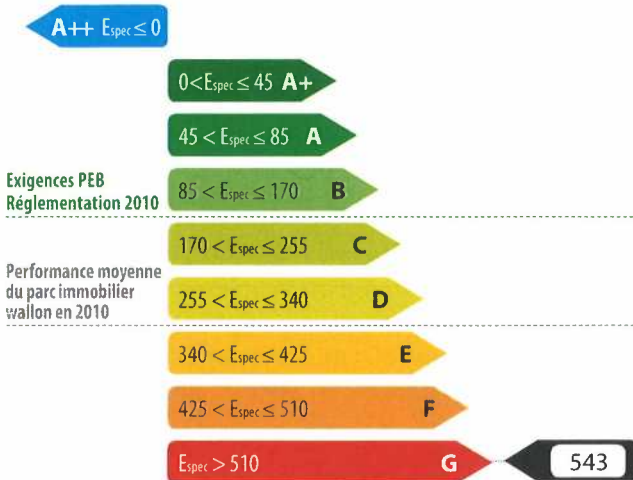 A++ Espec ≤ 0
0<Espec ≤ 45 A+
45 < Espec ≤ 85 A
Exigences PEB
Réglementation 2010
85 < Espec ≤ 170 B
170 < Espec ≤ 255 C
Performance moyenne
du parc immobilier
wallon en 2010
255 < Espec ≤ 340 D
340 < Espec ≤ 425 E
425 < Espec ≤ 510 F
Espec > 510 G 543